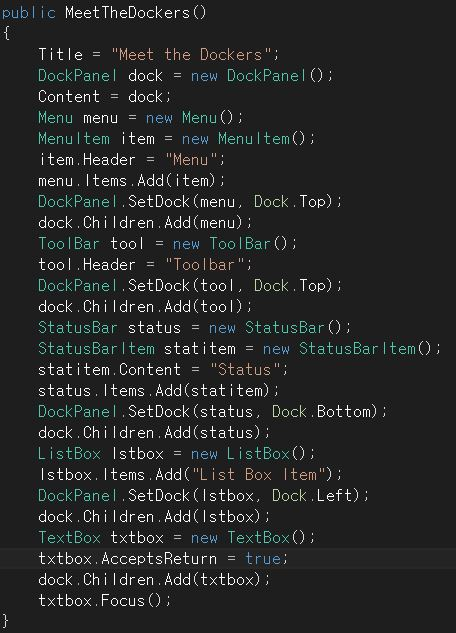 public MeetTheDockers()
{
Title = "Meet the Dockers";
DockPanel dock = new DockPanel();
Content = dock;
Menu menu = new Menu();
MenuItem item = new MenuItem();
item.Header = "Menu";
menu.Items.Add(item);
DockPanel.SetDock(menu, Dock.Top);
dock.Children.Add(menu);
ToolBar tool = new ToolBar();
tool.Header = "Toolbar";
DockPanel.SetDock(tool, Dock.Top);
dock.Children.Add(tool);
StatusBar status = new StatusBar();
StatusBarItem statitem = new StatusBarItem();
statitem.Content = "Status";
status.Items.Add(statitem);
DockPanel.SetDock(status, Dock.Bottom);
dock.Children.Add(status);
ListBox lstbox = new ListBox();
lstbox.Items.Add("List Box Item");
DockPanel.SetDock(lstbox, Dock.Left);
dock.Children.Add(lstbox);
TextBox txtbox = new TextBox();
txtbox.AcceptsReturn = true;
dock.Children.Add(txtbox);
txtbox.Focus();
}